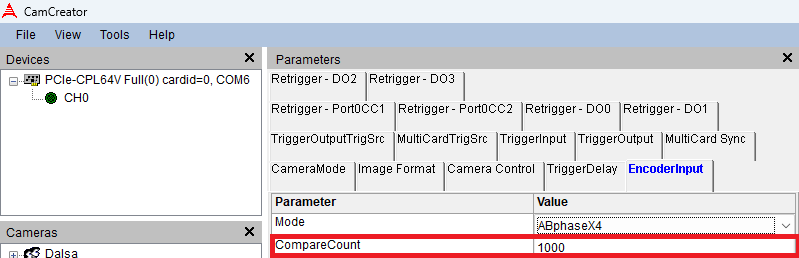 CamCreator
File View Tools Help
Devices
Parameters
PCIe-CPL64V Full(0) cardid=0, COM6
CH0
Retrigger - DO2 Retrigger - DO3
Retrigger - Port0CC1 Retrigger - Port0CC2 Retrigger - DO0 Retrigger - DO1
TriggerOutputTrigSrc MultiCardTrigSrc TriggerInput TriggerOutput MultiCard Sync
CameraMode Image Format Camera Control TriggerDelay EncoderInput
Parameter Value
Mode ABphaseX4
CompareCount 1000
Cameras
Dalsa